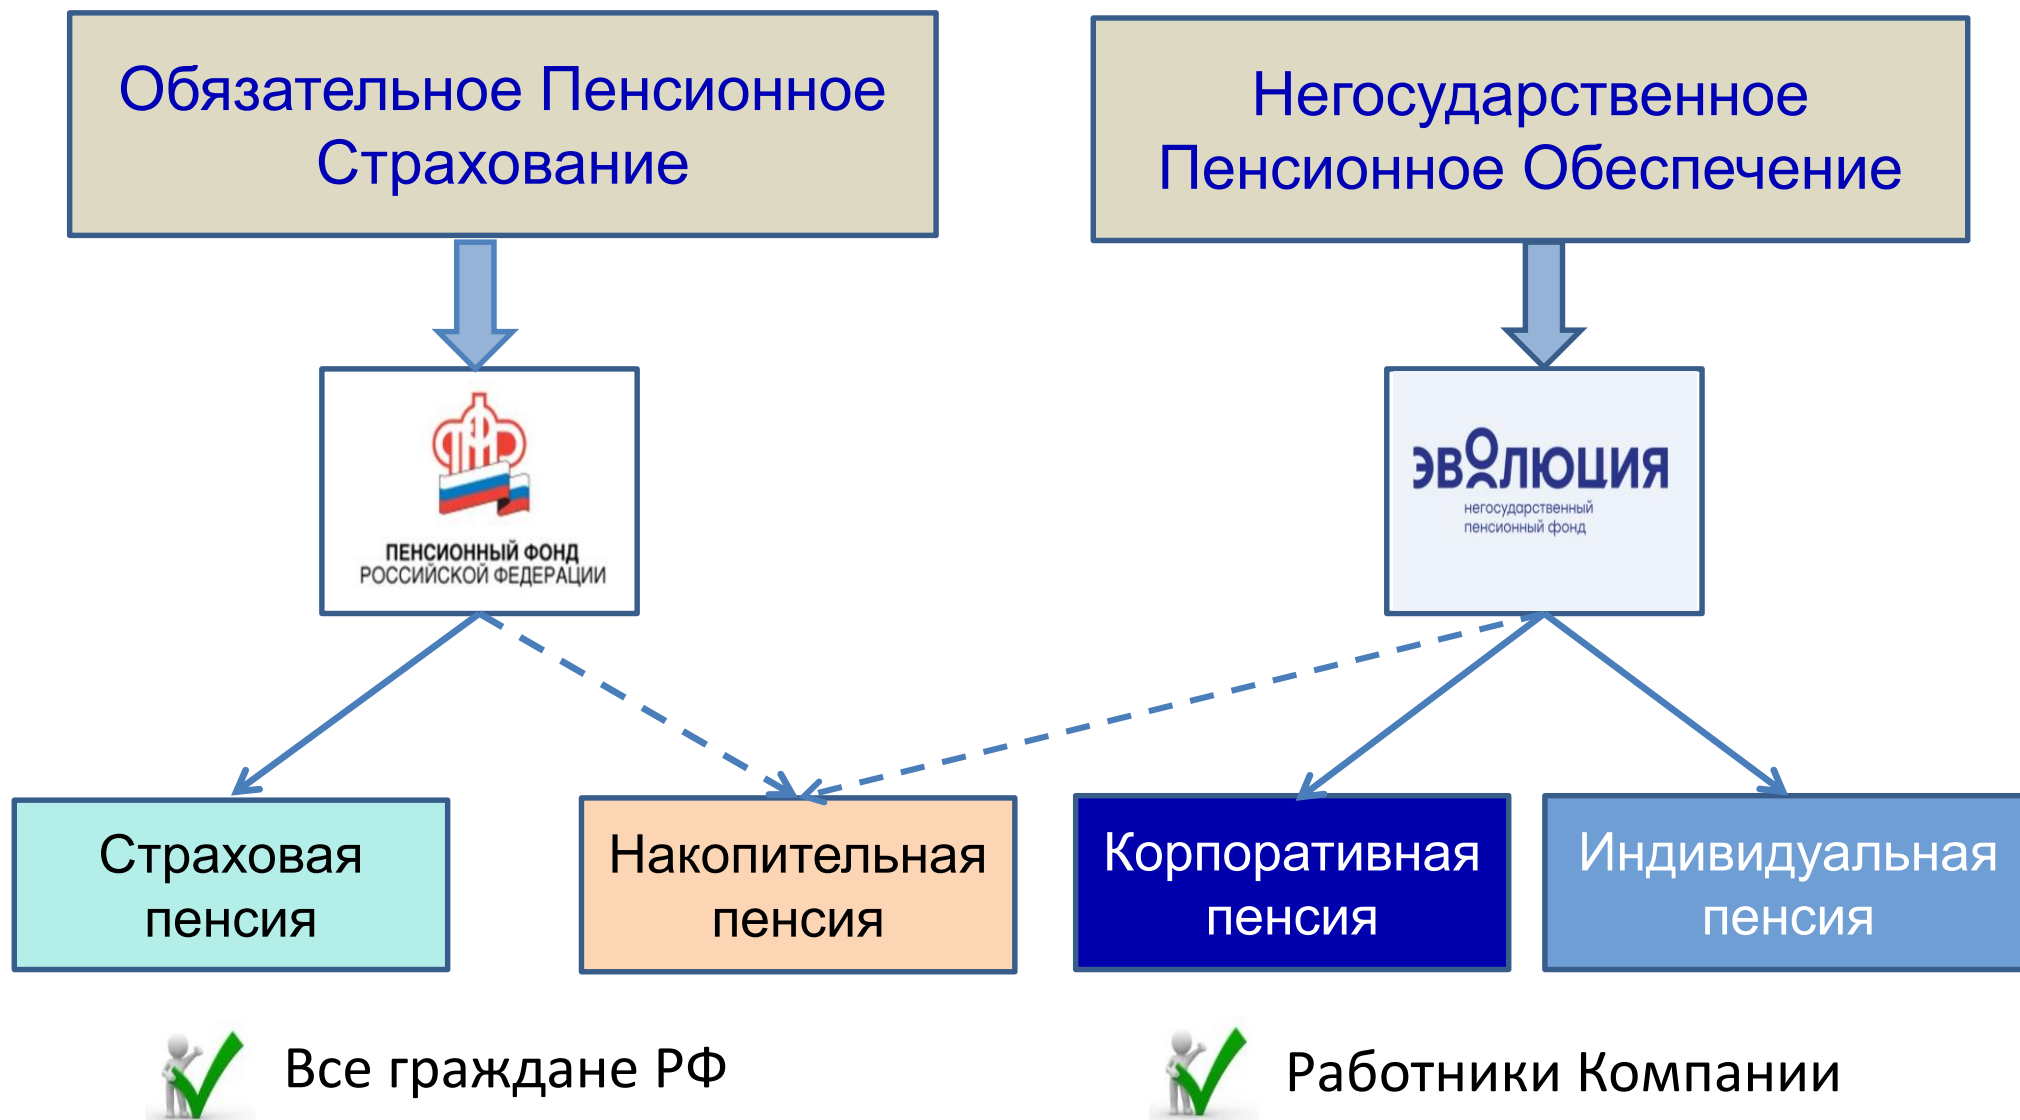 Обязательное Пенсионное
Страхование
Негосударственное
Пенсионное Обеспечение
ПЕНСИОННЫЙ ФОНД
РОССИЙСКОЙ ФЕДЕРАЦИИ
ЭВОЛЮЦИЯ
негосударственный
пенсионный фонд
Страховая
пенсия
Накопительная
пенсия
Корпоративная
пенсия
Индивидуальная
пенсия
Все граждане РФ
Работники Компании